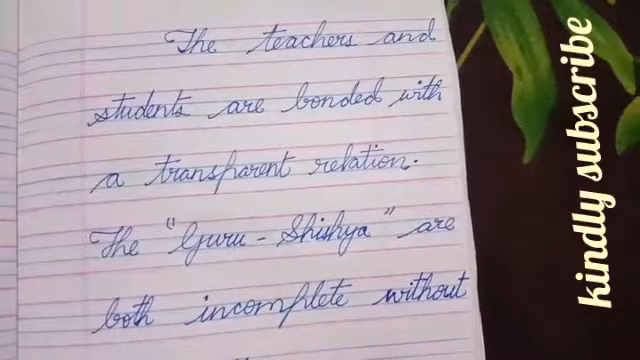 The teachers and
students are bonded with
a transparent relation.
The "Guru - Shishya" are
both incomplete without
kindly subscribe